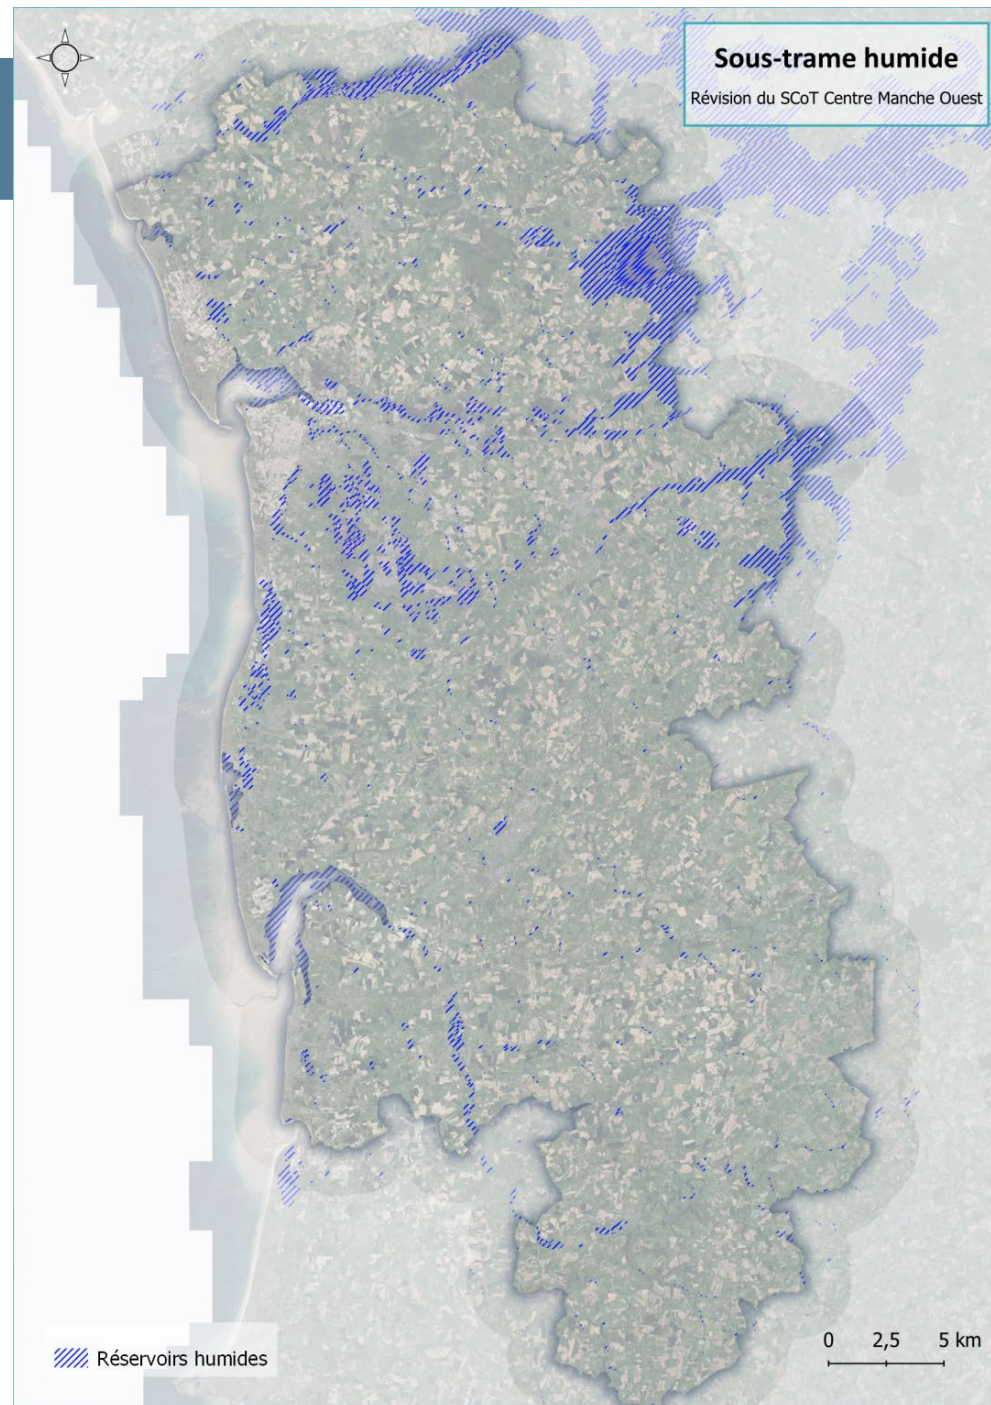 Sous-trame humide
Révision du SCoT Centre Manche Ouest
Réservoirs humides
0 2,5 5 km